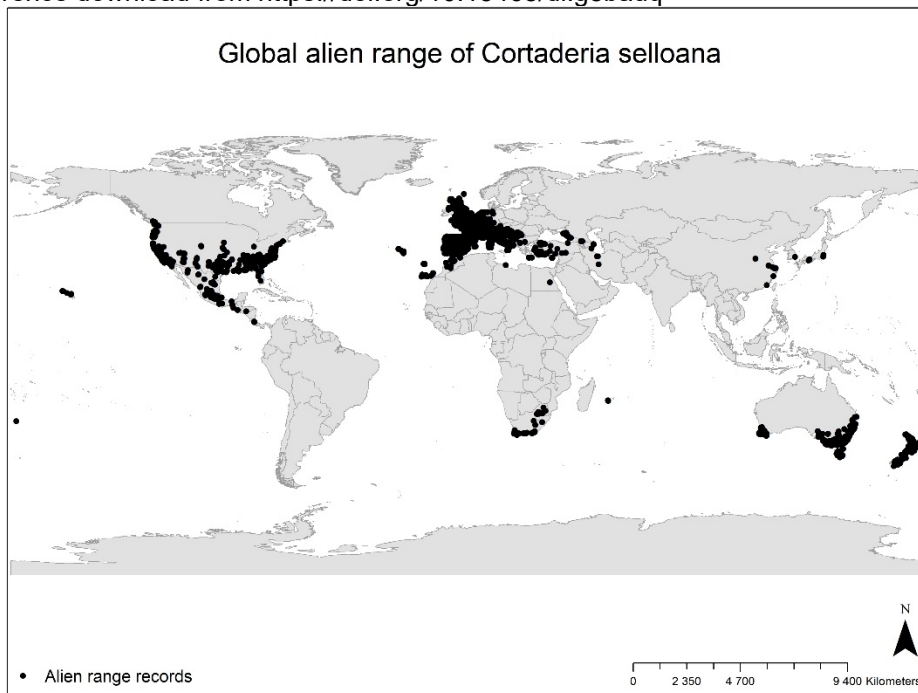 Global alien range of Cortaderia selloana
N
Alien range records
0 2 350 4 700 9 400 Kilometers